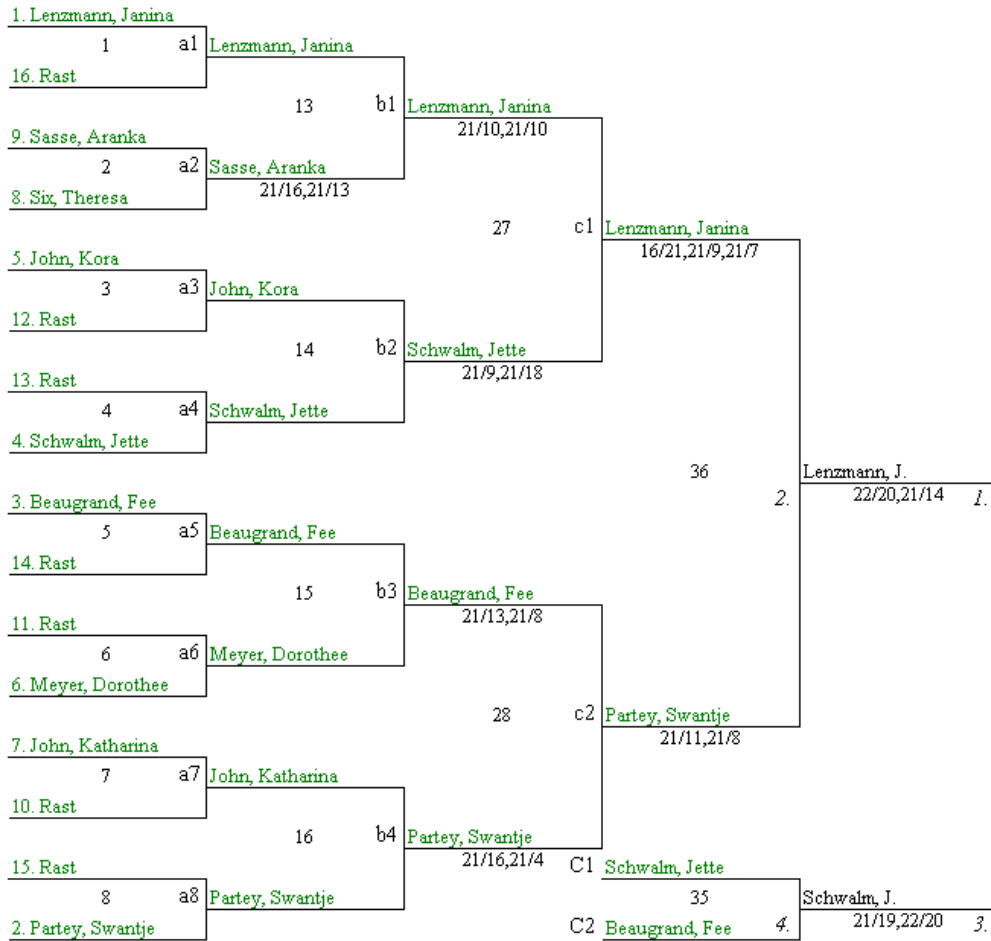 1. Lenzmann, Janina
1 a1 Lenzmann, Janina
16. Rast
13 b1 Lenzmann, Janina
21/10,21/10
9. Sasse, Aranka
2 a2 Sasse, Aranka
21/16,21/13
8. Six, Theresa
27 c1 Lenzmann, Janina
16/21,21/9,21/7
5. John, Kora
3 a3 John, Kora
12. Rast
14 b2 Schwalm, Jette
21/9,21/18
13. Rast
4 a4 Schwalm, Jette
4. Schwalm, Jette
36 Lenzmann, J.
2. 22/20,21/14 1.
3. Beaugrand, Fee
5 a5 Beaugrand, Fee
14. Rast
15 b3 Beaugrand, Fee
21/13,21/8
11. Rast
6 a6 Meyer, Dorothee
6. Meyer, Dorothee
28 c2 Partey, Swantje
21/11,21/8
7. John, Katharina
7 a7 John, Katharina
10. Rast
16 b4 Partey, Swantje
21/16,21/4
15. Rast
C1 Schwalm, Jette
8 a8 Partey, Swantje
35 Schwalm, J.
21/19,22/20 3.
2. Partey, Swantje
C2 Beaugrand, Fee 4.